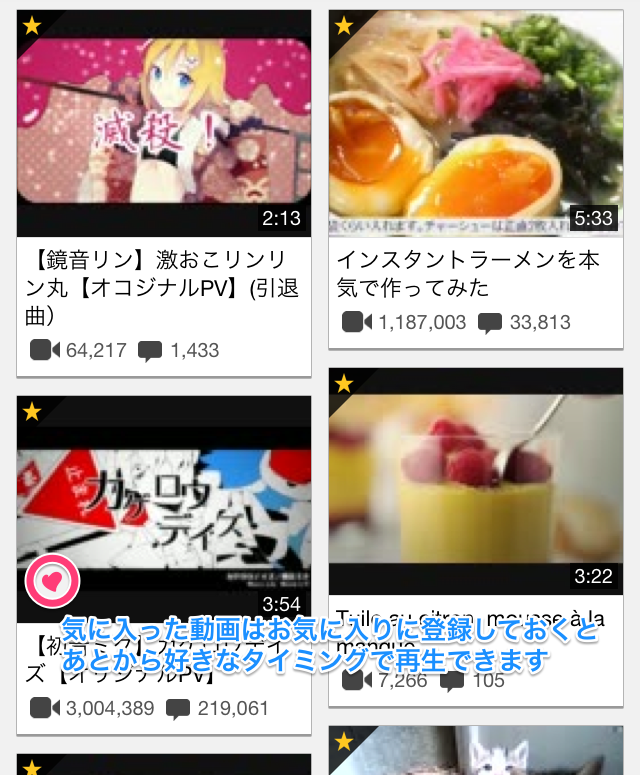 滅殺！
2:13
【鏡音リン】激おこリンリ
ン丸【オコジナルPV】(引退
曲）
64,217 1,433
5:33
インスタントラーメンを本
気で作ってみた
1,187,003 33,813
カゲロウ
デイズ
3:54
【初音ミク】カゲロウデイ
ズ【オリジナルPV】
3,004,389 219,061
3:22
Tuile au citron, mousse à la
mangue
7,266 105
気に入った動画はお気に入りに登録しておくと
あとから好きなタイミングで再生できます